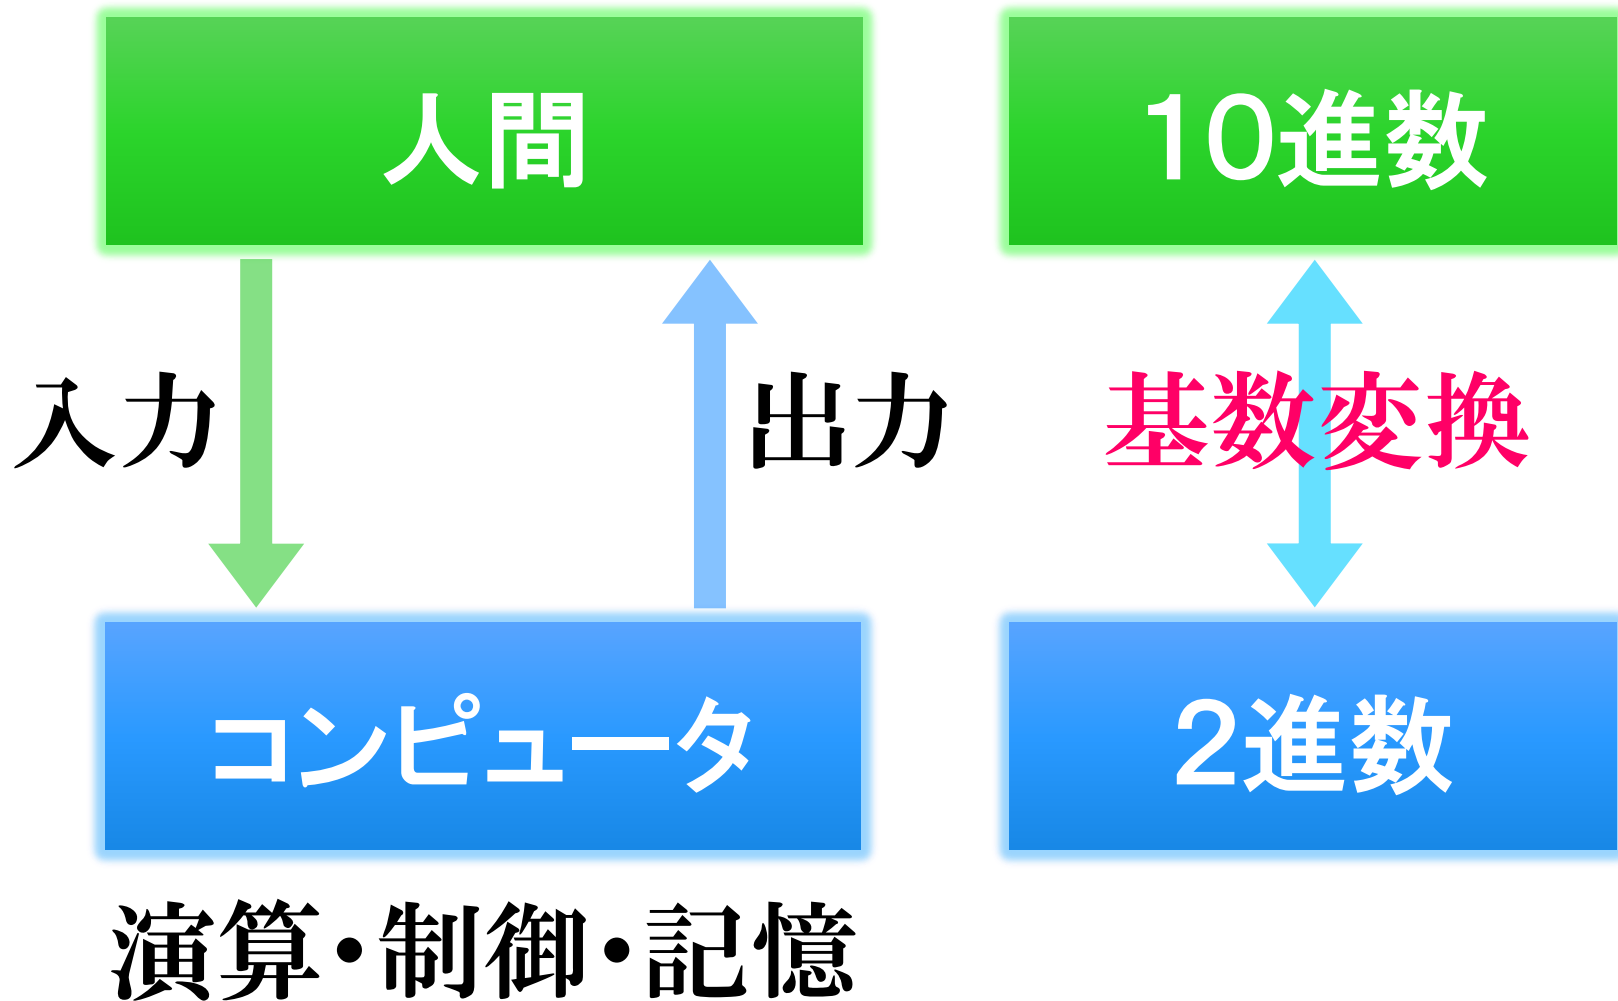 人間
10進数
入力
出力
基数変換
コンピュータ
2進数
演算・制御・記憶